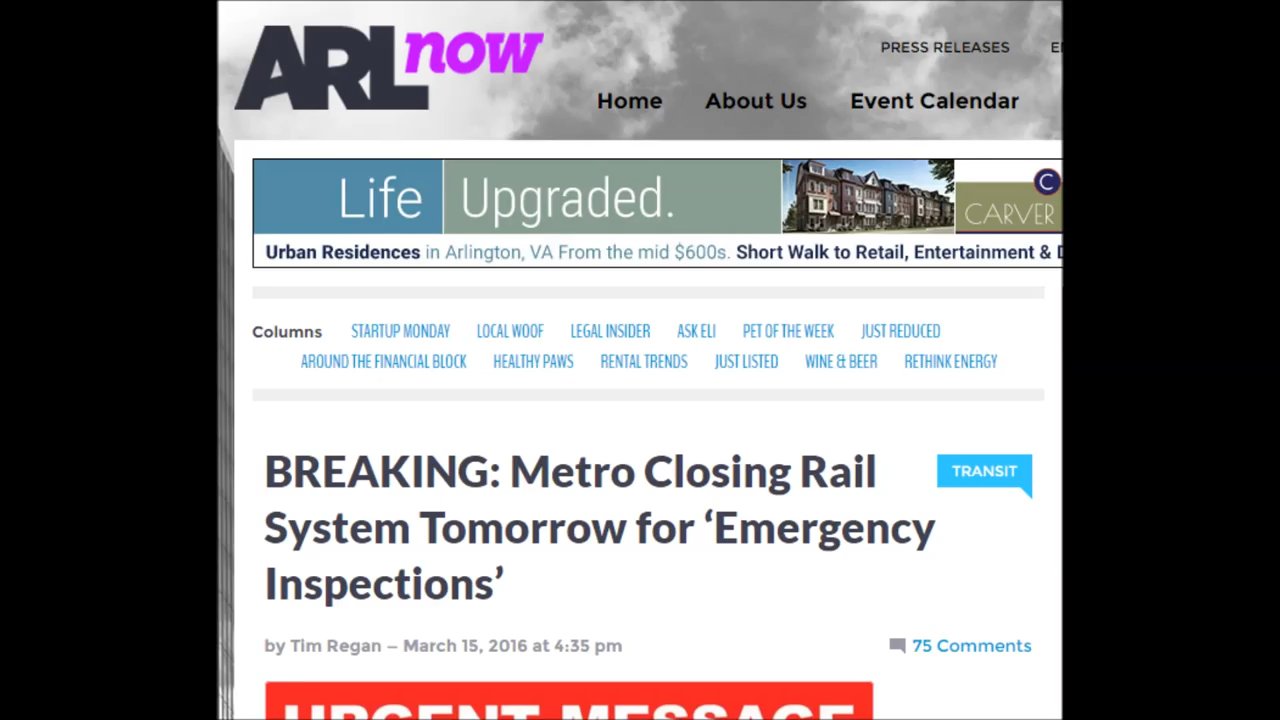 ARLnow
PRESS RELEASES
Home About Us Event Calendar
Life Upgraded.
C
CARVER
Urban Residences in Arlington, VA From the mid $600s. Short Walk to Retail, Entertainment &
Columns STARTUP MONDAY LOCAL WOOF LEGAL INSIDER ASK ELI PET OF THE WEEK JUST REDUCED
AROUND THE FINANCIAL BLOCK HEALTHY PAWS RENTAL TRENDS JUST LISTED WINE & BEER RETHINK ENERGY
BREAKING: Metro Closing Rail
TRANSIT
System Tomorrow for ‘Emergency
Inspections’
by Tim Regan – March 15, 2016 at 4:35 pm
75 Comments
URGENT MESSAGE